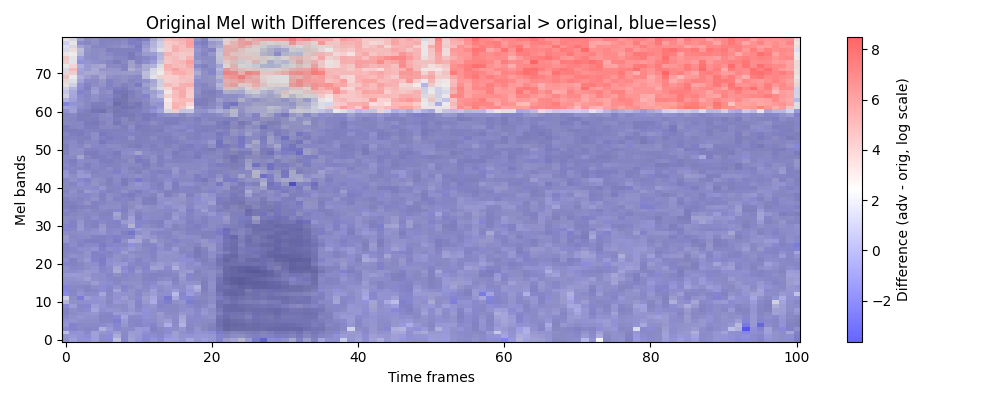 Original Mel with Differences (red=adversarial > original, blue=less)
Mel bands
70
60
50
40
30
20
10
0
0 20 40 60 80 100
Time frames
8
6
4
2
0
−2
Difference (adv - orig, log scale)